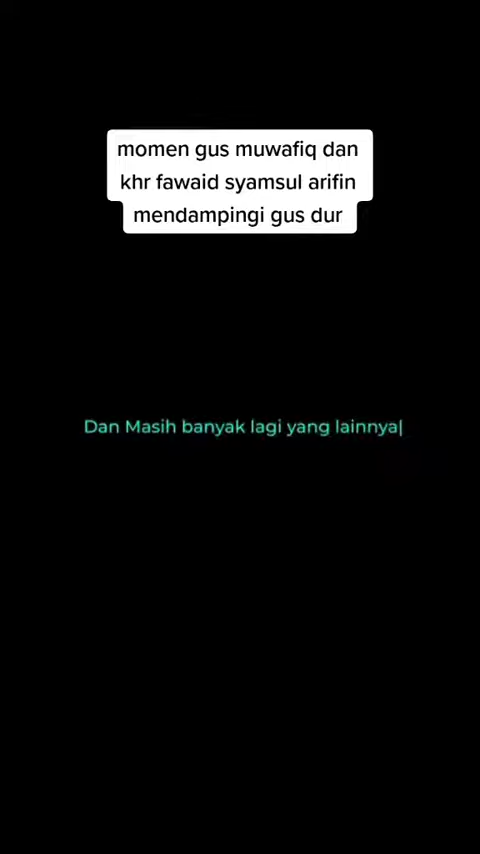 momen gus muwafiq dan
khr fawaid syamsul arifin
mendampingi gus dur
Dan Masih banyak lagi yang lainnya|